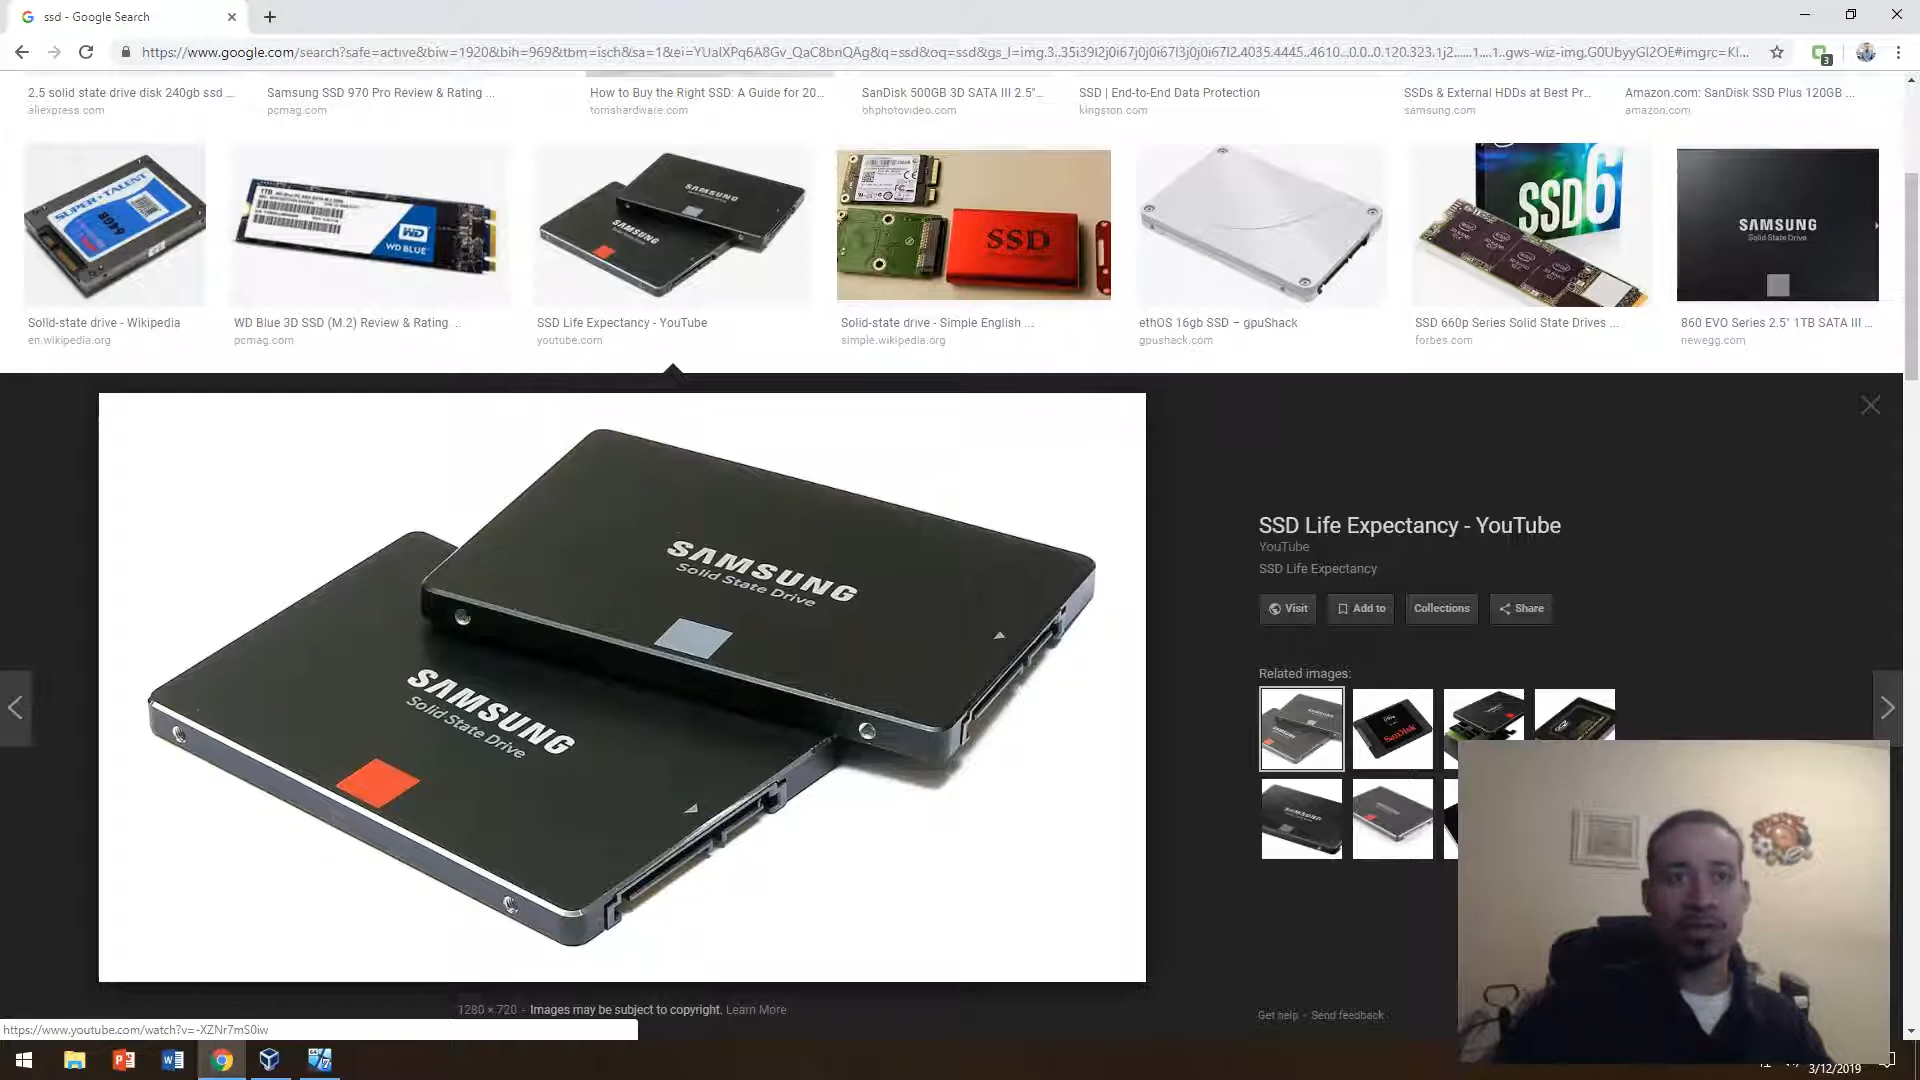 ssd - Google Search
https://www.google.com/search?safe=active&biw=1920&bih=969&tbm=isch&sa=1&ei=YUaIXPq6A8Gv_QaC8bnQAg&q=ssd&oq=ssd&gs_l=img.3..35i39l2j0i67j0j0i67l3j0j0i67l2.4035.4445..4610...0.0..0.120.323.1j2......1....1..gws-wiz-img.G0UbyyGl2OE#imgrc=Kl...
3
2.5 solid state drive disk 240gb ssd ...
Samsung SSD 970 Pro Review & Rating ...
How to Buy the Right SSD: A Guide for 20...
SanDisk 500GB 3D SATA III 2.5"...
SSD | End-to-End Data Protection
SSDs & External HDDs at Best Pr...
Amazon.com: SanDisk SSD Plus 120GB ...
aliexpress.com
pcmag.com
tomshardware.com
bhphotovideo.com
kingston.com
samsung.com
amazon.com
SUPER TALENT
64GB
1TB
WD
WD BLUE
SAMSUNG
SAMSUNG
SSD
SSD6
SAMSUNG
Solid State Drive
Solid-state drive - Wikipedia
WD Blue 3D SSD (M.2) Review & Rating ..
SSD Life Expectancy - YouTube
Solid-state drive - Simple English ...
ethOS 16gb SSD – gpuShack
SSD 660p Series Solid State Drives ...
860 EVO Series 2.5" 1TB SATA III ...
en.wikipedia.org
pcmag.com
youtube.com
simple.wikipedia.org
gpushack.com
forbes.com
newegg.com
SAMSUNG
Solid State Drive
SAMSUNG
Solid State Drive
SSD Life Expectancy - YouTube
YouTube
SSD Life Expectancy
Visit
Add to
Collections
Share
Related images:
SanDisk
1280 × 720 - Images may be subject to copyright. Learn More
Get help - Send feedback
https://www.youtube.com/watch?v=-XZNr7mS0iw
3/12/2019